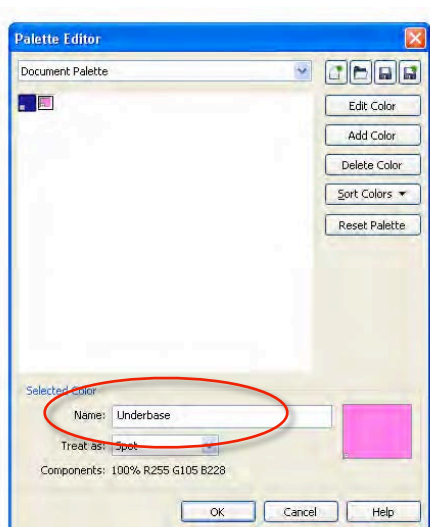 Palette Editor
Document Palette
Edit Color
Add Color
Delete Color
Sort Colors
Reset Palette
Selected Color
Name: Underbase
Treat as: Spot
Components: 100% R255 G105 B228
OK Cancel Help